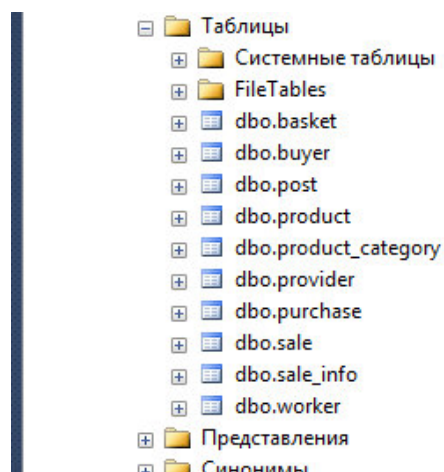 Таблицы
Системные таблицы
FileTables
dbo.basket
dbo.buyer
dbo.post
dbo.product
dbo.product_category
dbo.provider
dbo.purchase
dbo.sale
dbo.sale_info
dbo.worker
Представления
Синонимы